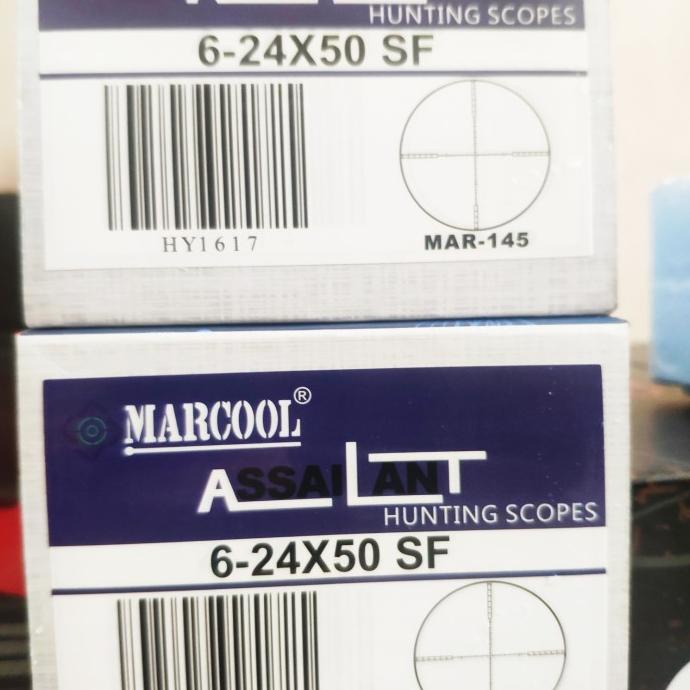 HUNTING SCOPES
6-24X50 SF
HY1617
MAR-145
MARCOOL®
ASSAILANT
HUNTING SCOPES
6-24X50 SF